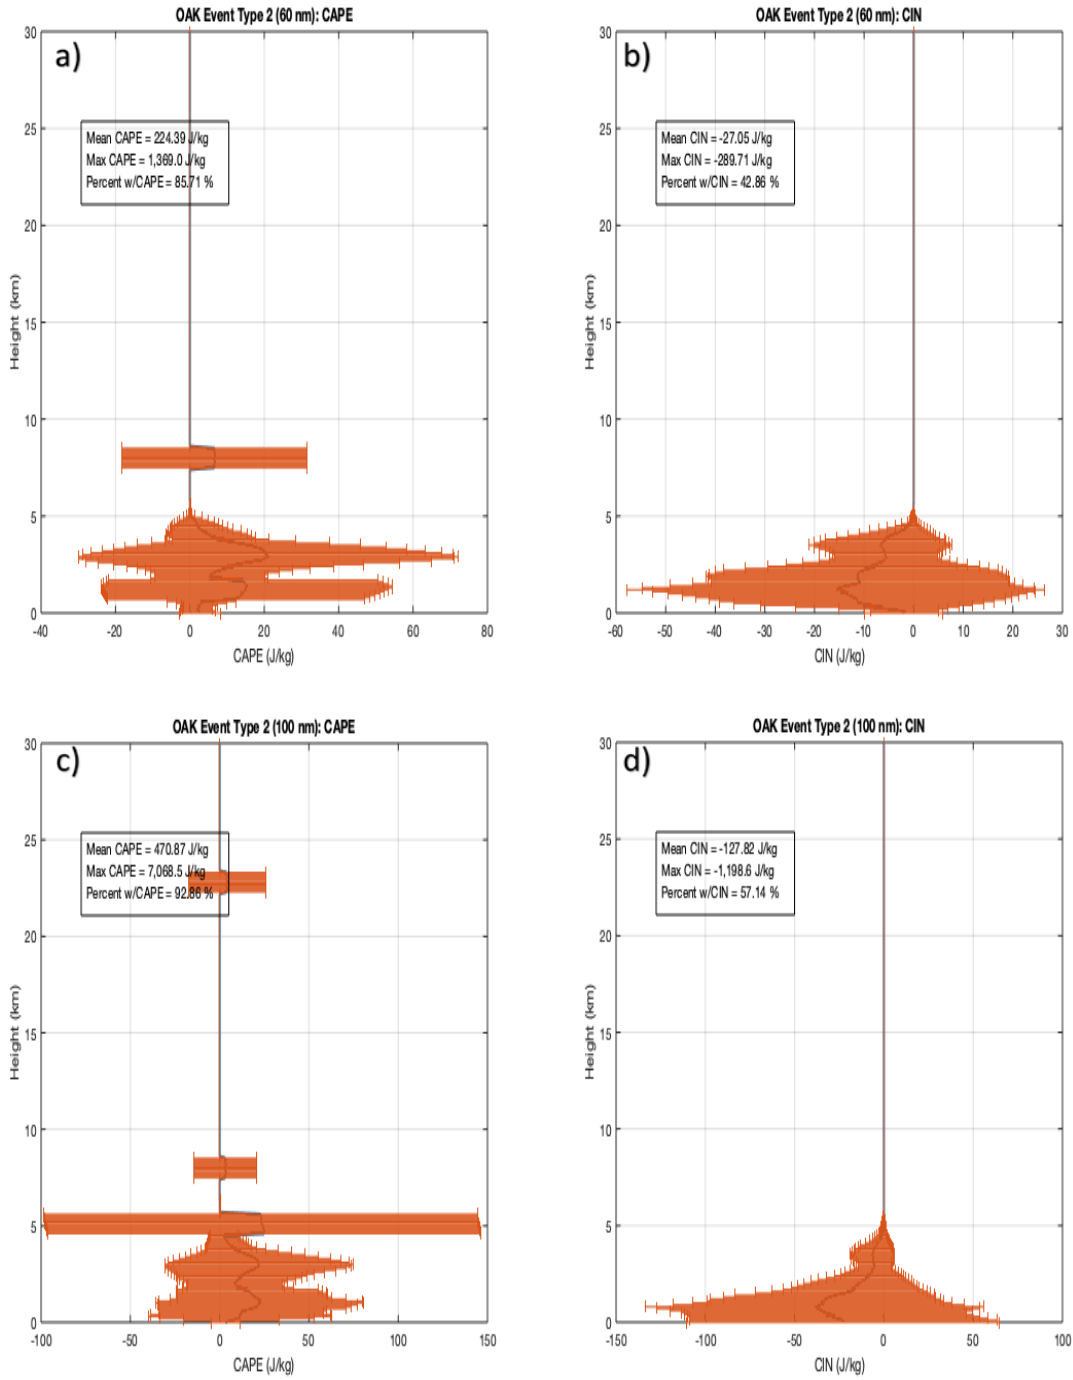 OAK Event Type 2 (60 nm): CAPE
a)
Mean CAPE = 224.39 J/kg
Max CAPE = 1,369.0 J/kg
Percent w/CAPE = 85.71 %
30
25
20
15
10
5
0
Height (km)
-40 -20 0 20 40 60 80
CAPE (J/kg)
OAK Event Type 2 (60 nm): CIN
b)
Mean CIN = -27.05 J/kg
Max CIN = -289.71 J/kg
Percent w/CIN = 42.86 %
30
25
20
15
10
5
0
Height (km)
-60 -50 -40 -30 -20 -10 0 10 20 30
CIN (J/kg)
OAK Event Type 2 (100 nm): CAPE
c)
Mean CAPE = 470.87 J/kg
Max CAPE = 7,068.5 J/kg
Percent w/CAPE = 92.86 %
30
25
20
15
10
5
0
Height (km)
-100 -50 0 50 100 150
CAPE (J/kg)
OAK Event Type 2 (100 nm): CIN
d)
Mean CIN = -127.82 J/kg
Max CIN = -1,198.6 J/kg
Percent w/CIN = 57.14 %
30
25
20
15
10
5
0
Height (km)
-150 -100 -50 0 50 100
CIN (J/kg)